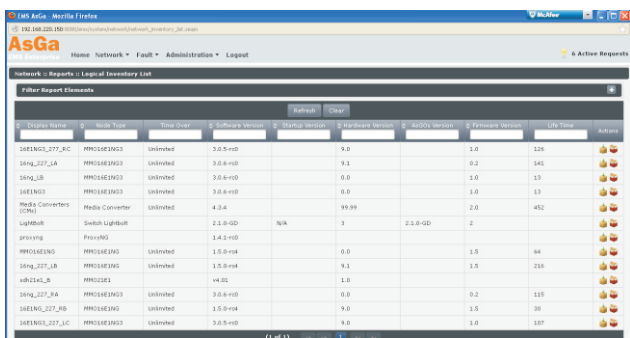 EMS AsGa - Mozilla Firefox
McAfee
192.168.220.150
AsGa
Home Network Fault Administration Logout
6 Active Requests
Network :: Reports :: Logical Inventory List
Filter Report Elements
Refresh Clear
Display Name Node Type Time Over Software Version Startup Version Hardware Version AsGOs Version Firmware Version Life Time Actions
16E1NG3_277_RC MMO16E1NG3 Unlimited 3.0.5-rc0 9.0 1.0 126
16ng_227_LA MMO16E1NG3 Unlimited 3.0.6-rc0 9.1 0.2 141
16ng_LB MMO16E1NG3 Unlimited 3.0.6-rc0 0.0 1.0 13
16E1NG3 MMO16E1NG3 Unlimited 3.0.6-rc0 0.0 1.0 13
Media Converters (CMs) Media Converter Unlimited 4.3.4 99.99 2.0 452
LightBolt Switch Lightbolt 2.1.8-GD N/A 3 2.1.8-GD 2
proxyng ProxyNG 1.4.1-rc0
MMO16E1NG MMO16E1NG Unlimited 1.5.0-rc4 0.0 1.5 64
16ng_227_LB MMO16E1NG Unlimited 1.5.0-rc4 9.1 1.5 216
sdh21e1_B MMO21E1 v4.01 1.0
16ng_227_RA MMO16E1NG3 Unlimited 3.0.6-rc0 0.0 0.2 115
16E1NG_227_RB MMO16E1NG Unlimited 1.5.0-rc4 9.0 1.5 30
16E1NG3_227_LC MMO16E1NG3 Unlimited 3.0.5-rc0 9.0 1.0 107
(1 of 1) 1